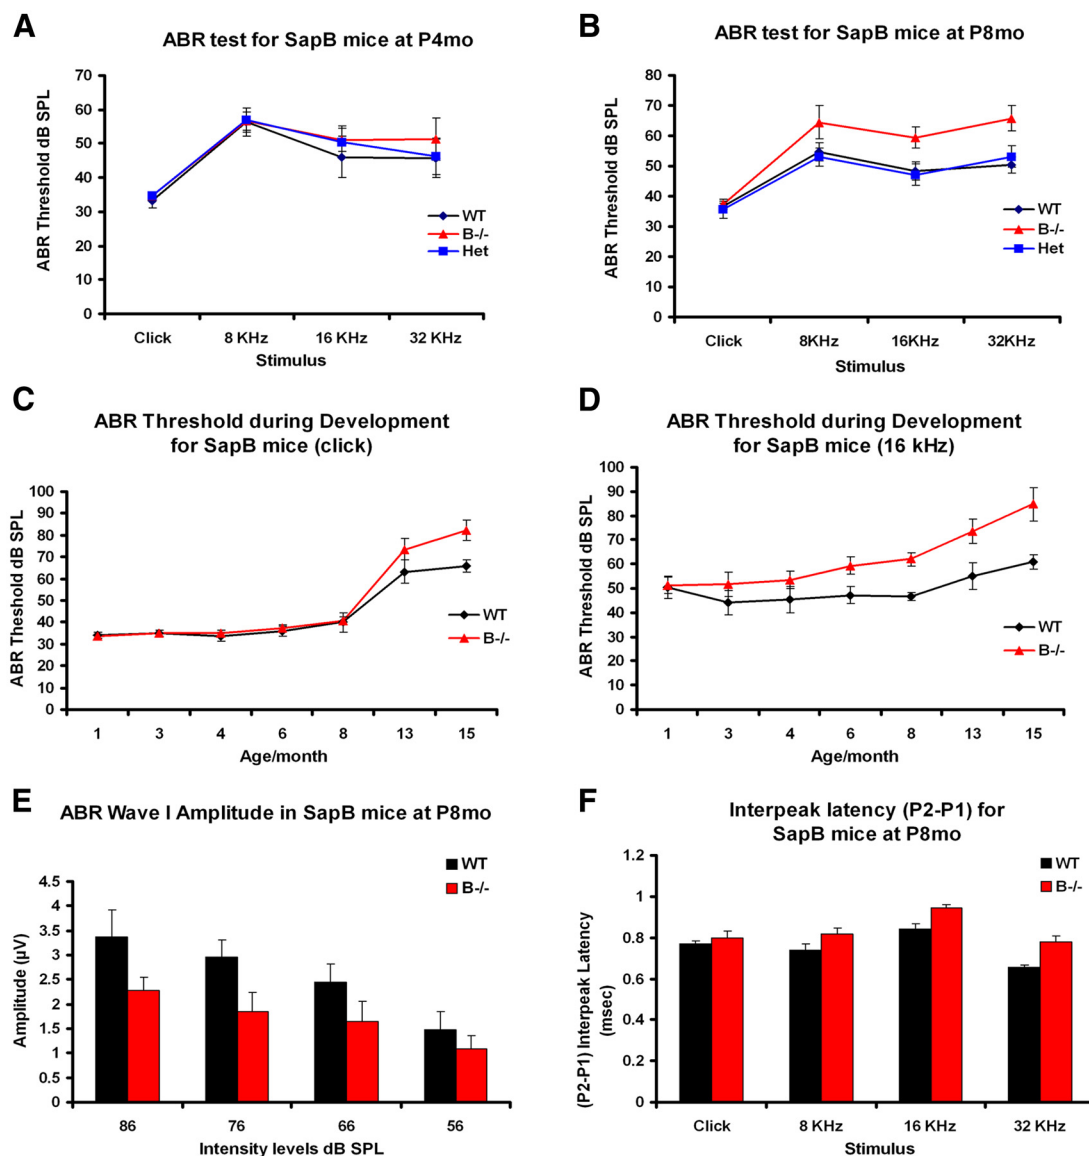 A
ABR test for SapB mice at P4mo
ABR Threshold dB SPL
70
60
50
40
30
20
10
0
WT
B-/-
Het
Click 8 KHz 16 KHz 32 KHz
Stimulus
B
ABR test for SapB mice at P8mo
ABR Threshold dB SPL
80
70
60
50
40
30
20
10
0
WT
B-/-
Het
Click 8KHz 16KHz 32KHz
Stimulus
C
ABR Threshold during Development
for SapB mice (click)
ABR Threshold dB SPL
100
90
80
70
60
50
40
30
20
10
0
WT
B-/-
1 3 4 6 8 13 15
Age/month
D
ABR Threshold during Development
for SapB mice (16 kHz)
ABR Threshold dB SPL
100
90
80
70
60
50
40
30
20
10
0
WT
B-/-
1 3 4 6 8 13 15
Age/month
E
ABR Wave I Amplitude in SapB mice at P8mo
WT
B-/-
Amplitude (µV)
4.5
4
3.5
3
2.5
2
1.5
1
0.5
0
86 76 66 56
Intensity levels dB SPL
F
Interpeak latency (P2-P1) for
SapB mice at P8mo
WT
B-/-
(P2-P1) Interpeak Latency
(msec)
1.2
1
0.8
0.6
0.4
0.2
0
Click 8 KHz 16 KHz 32 KHz
Stimulus